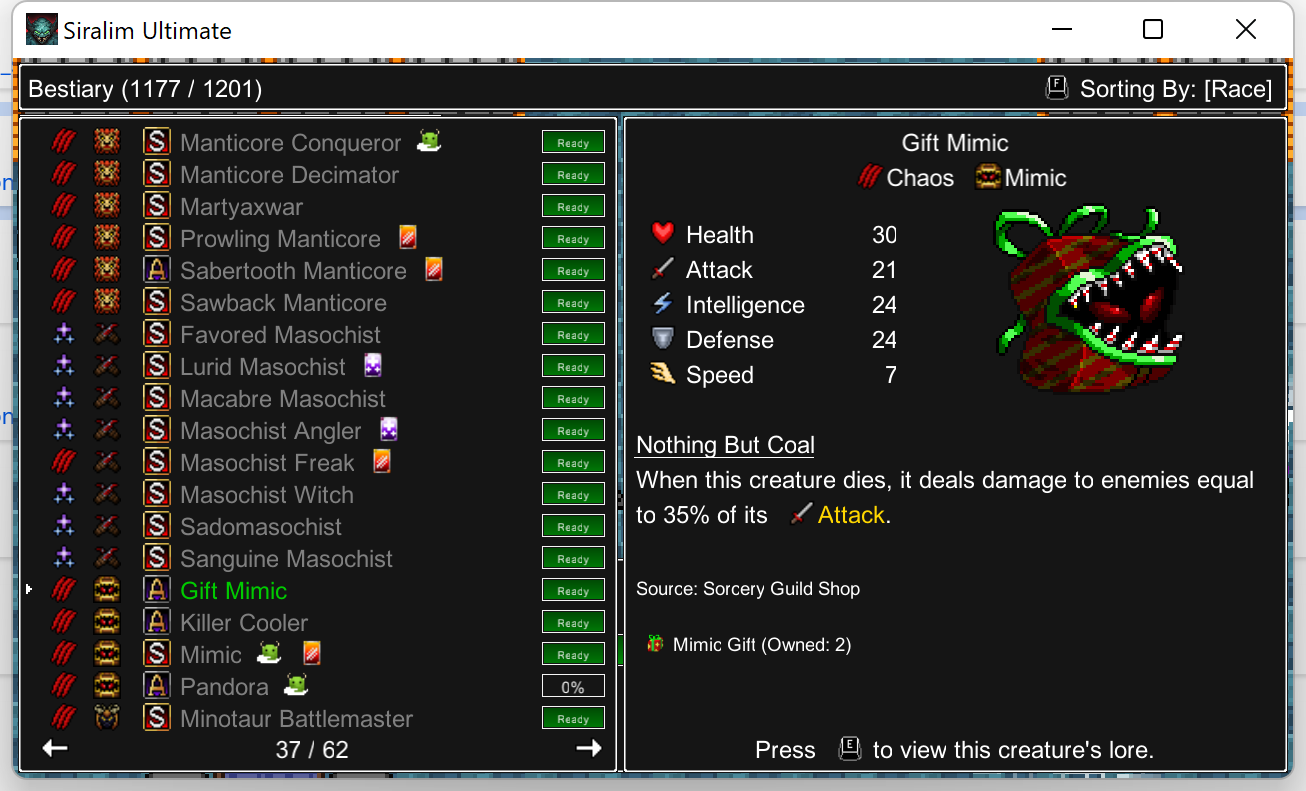 Siralim Ultimate
Bestiary (1177 / 1201)
F Sorting By: [Race]
S Manticore Conqueror Ready
S Manticore Decimator Ready
S Martyaxwar Ready
S Prowling Manticore Ready
A Sabertooth Manticore Ready
S Sawback Manticore Ready
S Favored Masochist Ready
S Lurid Masochist Ready
S Macabre Masochist Ready
S Masochist Angler Ready
S Masochist Freak Ready
S Masochist Witch Ready
S Sadomasochist Ready
S Sanguine Masochist Ready
A Gift Mimic Ready
A Killer Cooler Ready
S Mimic Ready
A Pandora 0%
S Minotaur Battlemaster Ready
37 / 62
Gift Mimic
Chaos Mimic
Health 30
Attack 21
Intelligence 24
Defense 24
Speed 7
Nothing But Coal
When this creature dies, it deals damage to enemies equal
to 35% of its Attack.
Source: Sorcery Guild Shop
Mimic Gift (Owned: 2)
Press E to view this creature's lore.